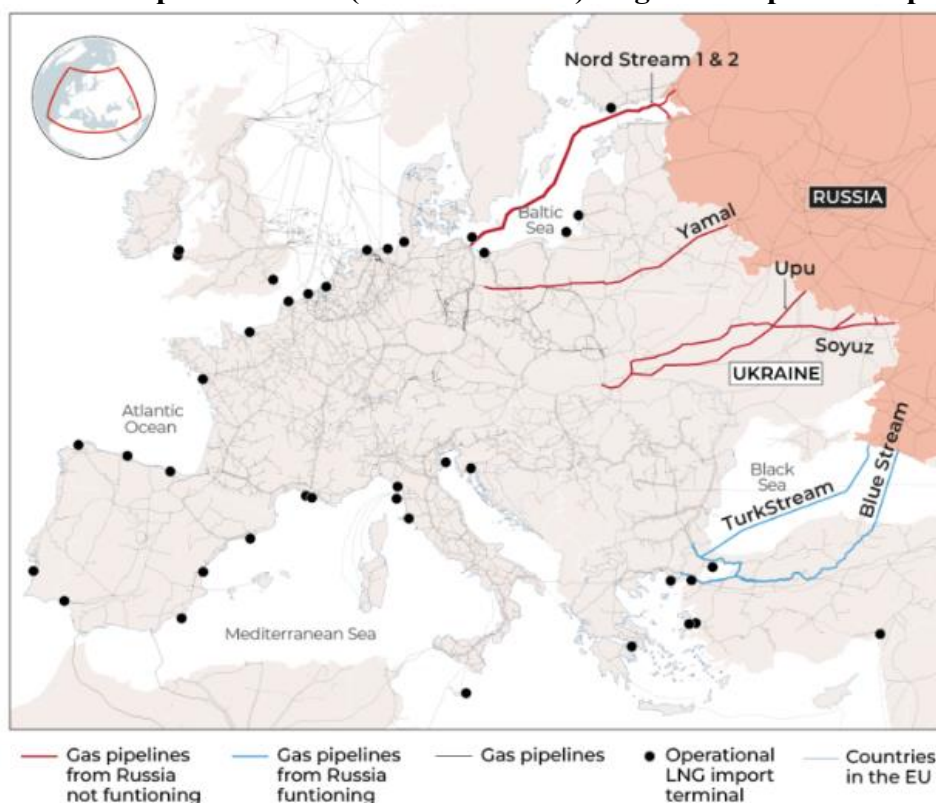 Nord Stream 1 & 2
RUSSIA
Baltic
Sea
Yamal
Upu
Soyuz
UKRAINE
Atlantic
Ocean
Black
Sea
TurkStream
Blue Stream
Mediterranean Sea
Gas pipelines
from Russia
not funtioning
Gas pipelines
from Russia
funtioning
Gas pipelines
Operational
LNG import
terminal
Countries
in the EU